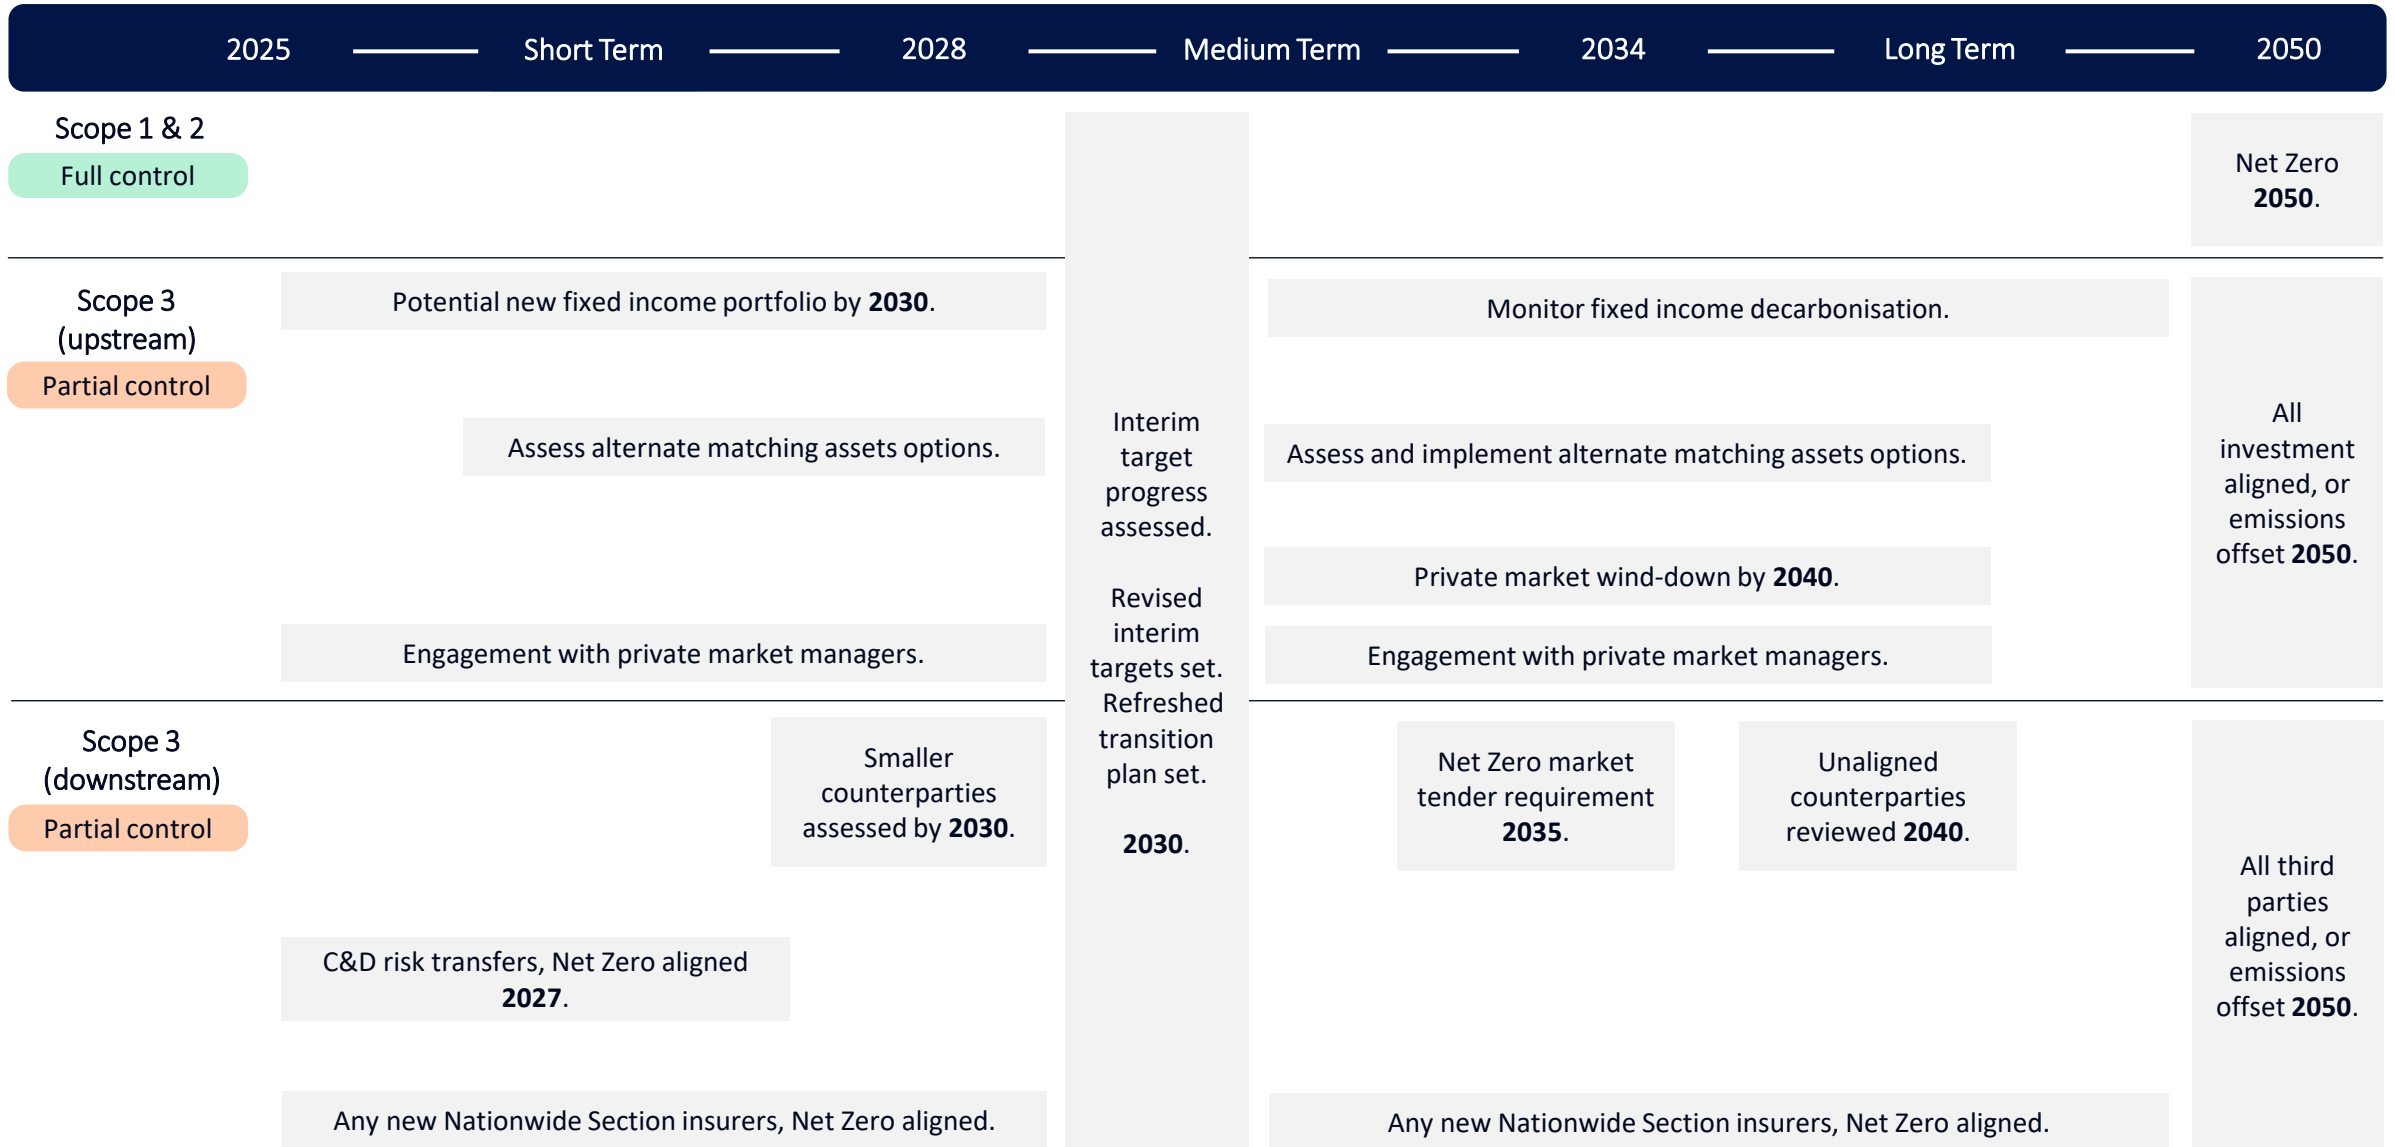 2025 Short Term 2028 Medium Term 2034 Long Term 2050
Scope 1 & 2
Full control
Net Zero
2050.
Scope 3
(upstream)
Partial control
Potential new fixed income portfolio by 2030.
Monitor fixed income decarbonisation.
Assess alternate matching assets options.
Assess and implement alternate matching assets options.
Private market wind-down by 2040.
Engagement with private market managers.
Engagement with private market managers.
All
investment
aligned, or
emissions
offset 2050.
Interim
target
progress
assessed.
Revised
interim
targets set.
Refreshed
transition
plan set.
2030.
Scope 3
(downstream)
Partial control
Smaller
counterparties
assessed by 2030.
Net Zero market
tender requirement
2035.
Unaligned
counterparties
reviewed 2040.
C&D risk transfers, Net Zero aligned
2027.
Any new Nationwide Section insurers, Net Zero aligned.
Any new Nationwide Section insurers, Net Zero aligned.
All third
parties
aligned, or
emissions
offset 2050.